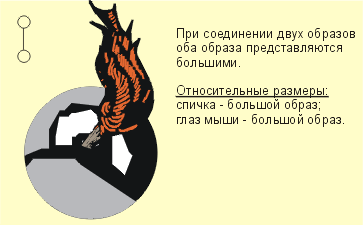 При соединении двух образов
оба образа представляются
большими.
Относительные размеры:
спичка - большой образ;
глаз мыши - большой образ.